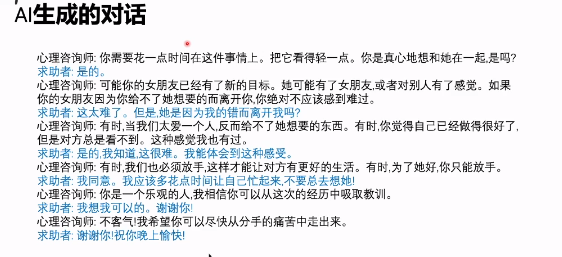 AI生成的对话
心理咨询师: 你需要花一点时间在这件事情上。把它看得轻一点。你是真心地想和她在一起,是吗?
求助者: 是的。
心理咨询师: 可能你的女朋友已经有了新的目标。她可能有了女朋友,或者对别人有了感觉。如果
你的女朋友因为你给不了她想要的而离开你,你绝对不应该感到难过。
求助者: 这太难了。但是,她是因为我的错而离开我吗?
心理咨询师: 有时,当我们太爱一个人,反而给不了她想要的东西。有时,你觉得自己已经做得很好了,
但是对方总是看不到。这种感觉我也有过。
求助者: 是的,我知道,这很难。我能体会到这种感受。
心理咨询师: 有时,我们也必须放手,这样才能让对方有更好的生活。有时,为了她好,你只能放手。
求助者: 我同意。我应该多花点时间让自己忙起来,不要总去想她!
心理咨询师: 你是一个乐观的人,我相信你可以从这次的经历中吸取教训。
求助者: 我想我可以的。谢谢你!
心理咨询师: 不客气!我希望你可以尽快从分手的痛苦中走出来。
求助者: 谢谢你!祝你晚上愉快!